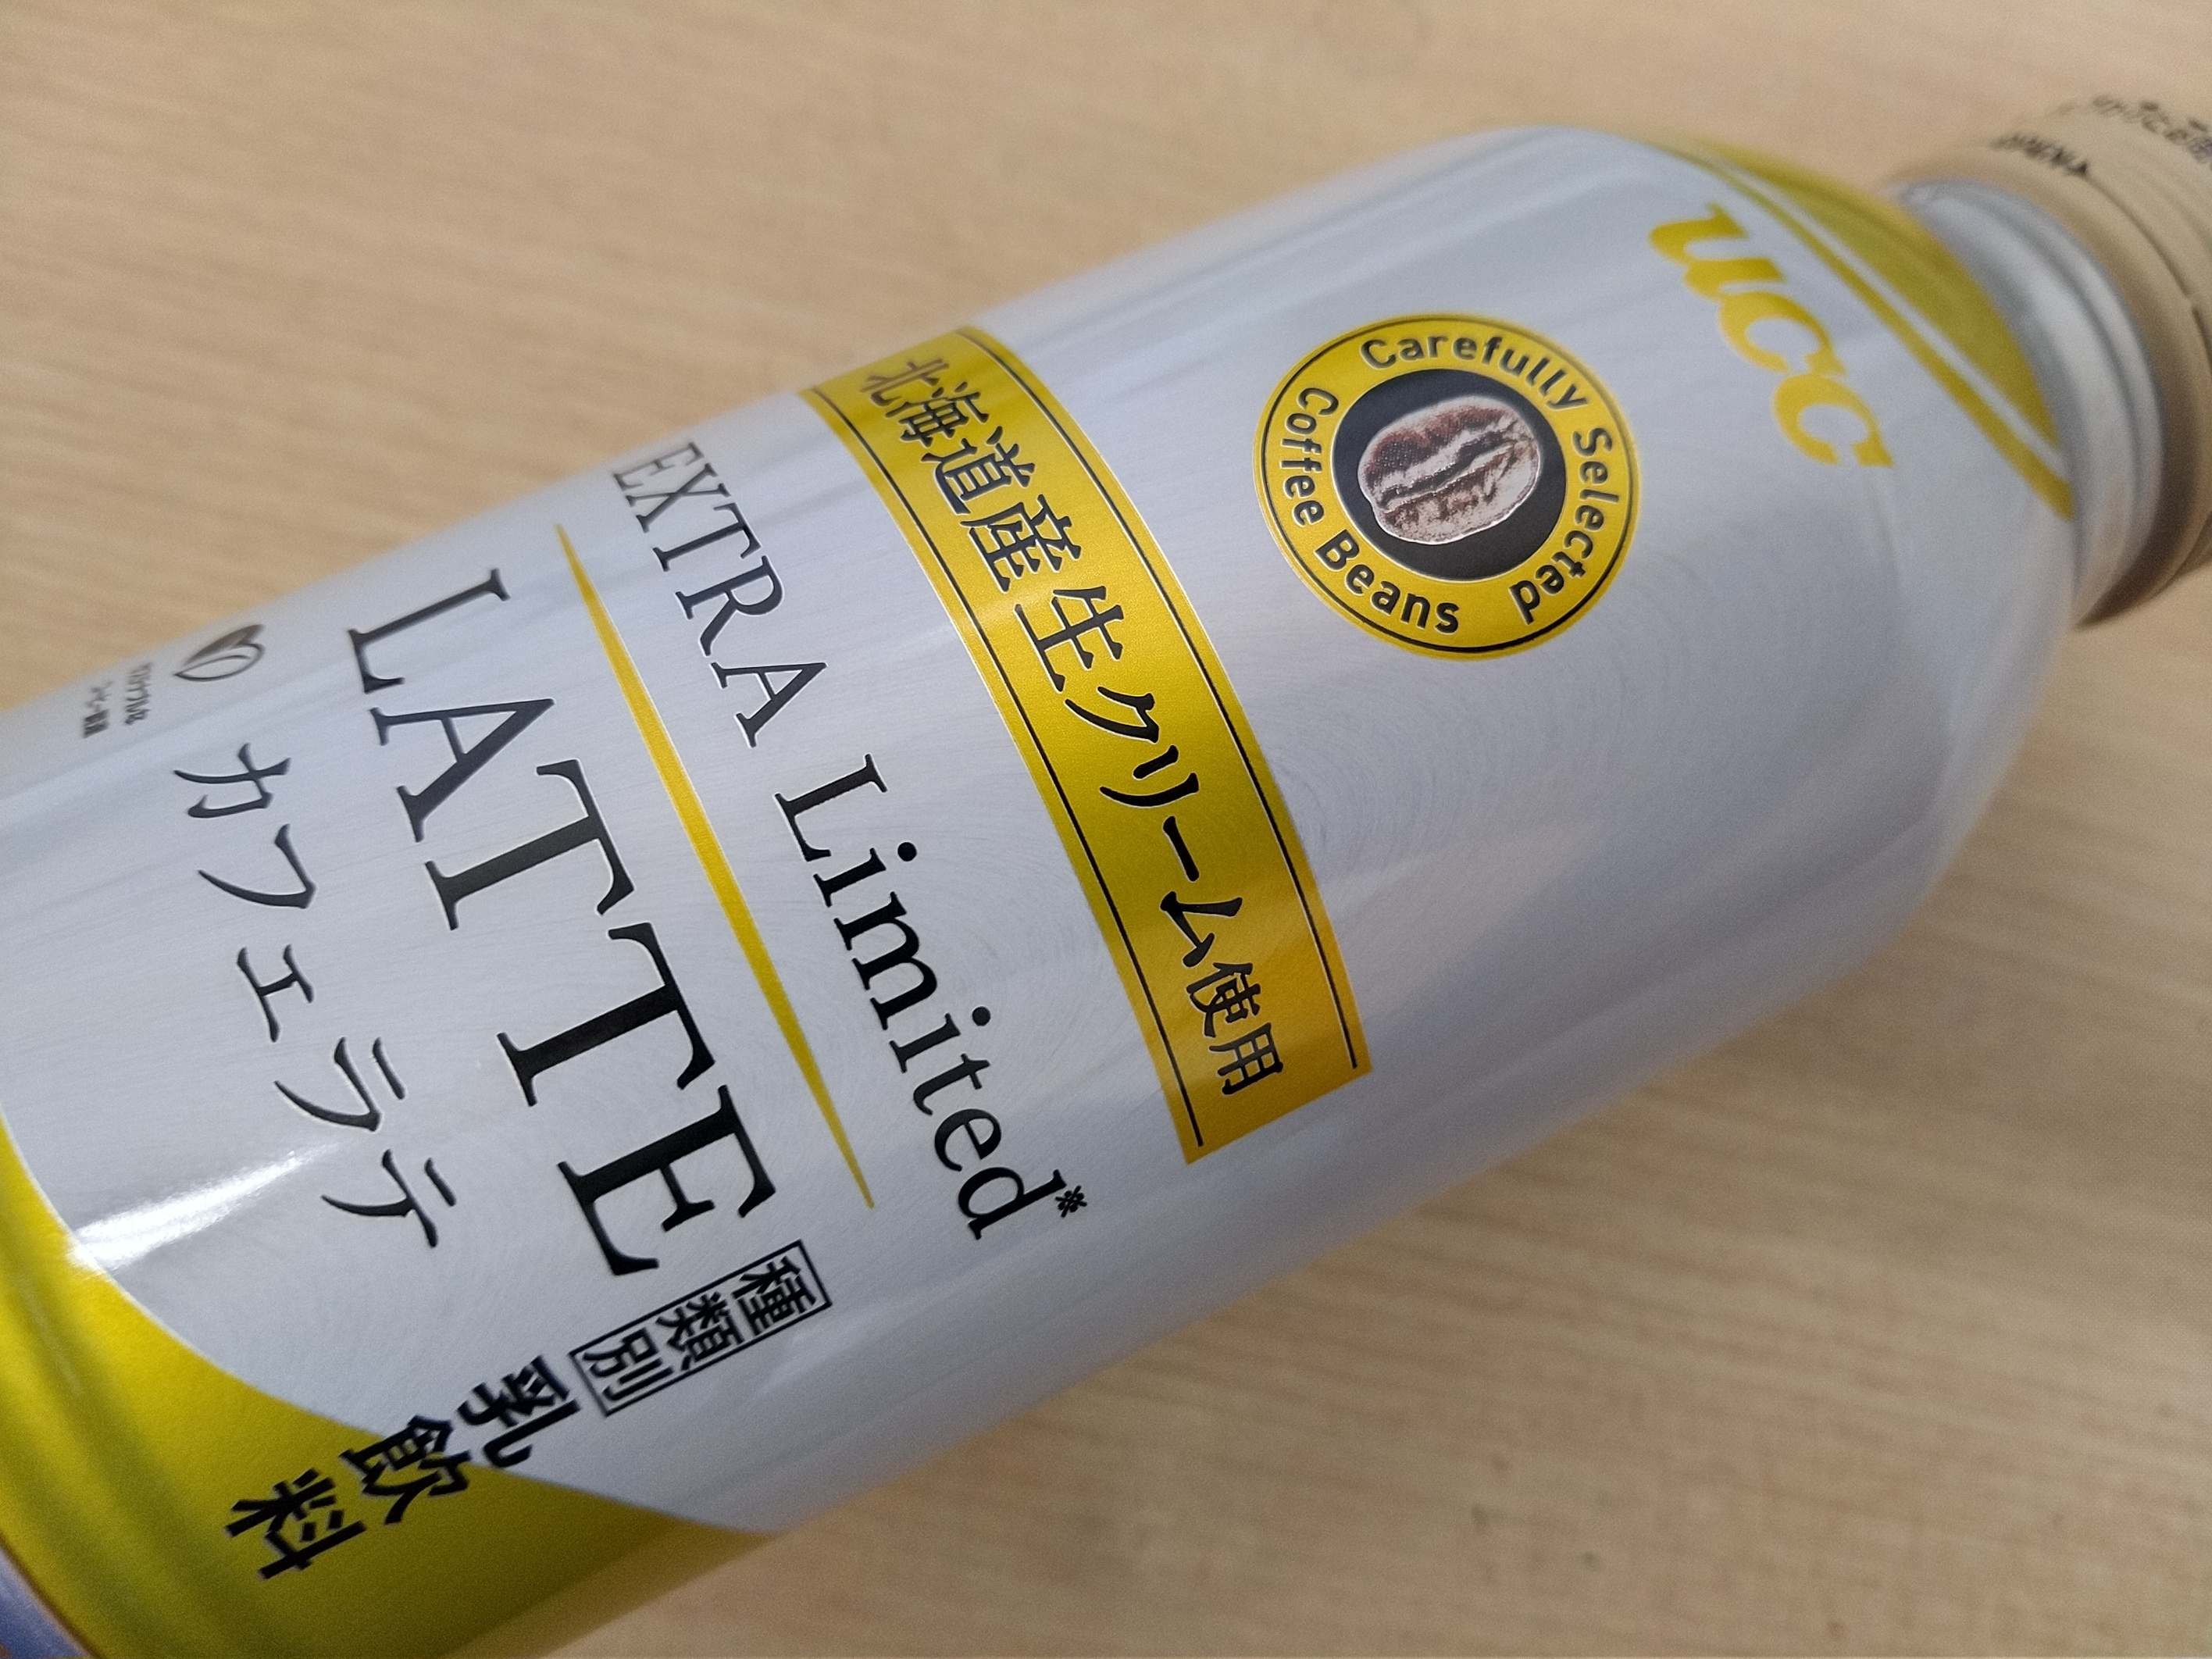 ucc
Carefully Selected
Coffee Beans
北海道産生クリーム使用
EXTRA Limited※
LATTE
カフェラテ
種類別
乳飲料